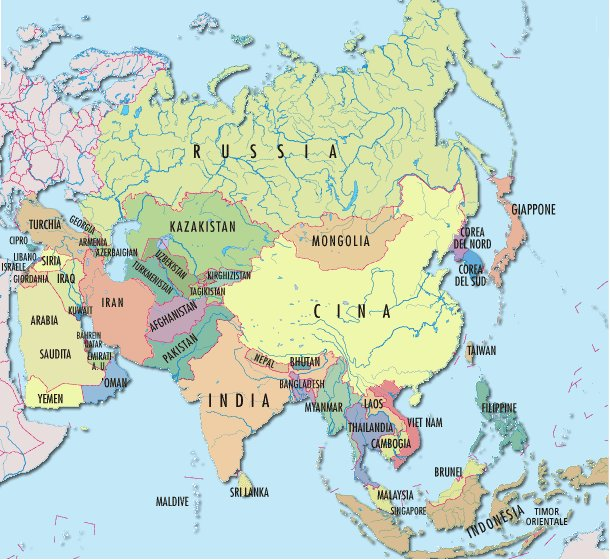 RUSSIA
GIAPPONE
TURCHIA
GEORGIA
KAZAKISTAN
MONGOLIA
COREA
DEL NORD
CIPRO
ARMENIA
AZERBAIGIAN
UZBEKISTAN
LIBANO
SIRIA
ISRAELE
TURKMENISTAN
KIRGHIZISTAN
COREA
DEL SUD
GIORDANIA
IRAQ
TAGIKISTAN
IRAN
KUWAIT
AFGHANISTAN
CINA
ARABIA
SAUDITA
BAHREIN
QATAR
EMIRATI
A. U.
PAKISTAN
TAIWAN
NEPAL
BHUTAN
OMAN
BANGLADESH
YEMEN
INDIA
MYANMAR
LAOS
FILIPPINE
THAILANDIA
VIET NAM
CAMBOGIA
BRUNEI
MALDIVE
SRI LANKA
MALAYSIA
SINGAPORE
INDONESIA
TIMOR
ORIENTALE